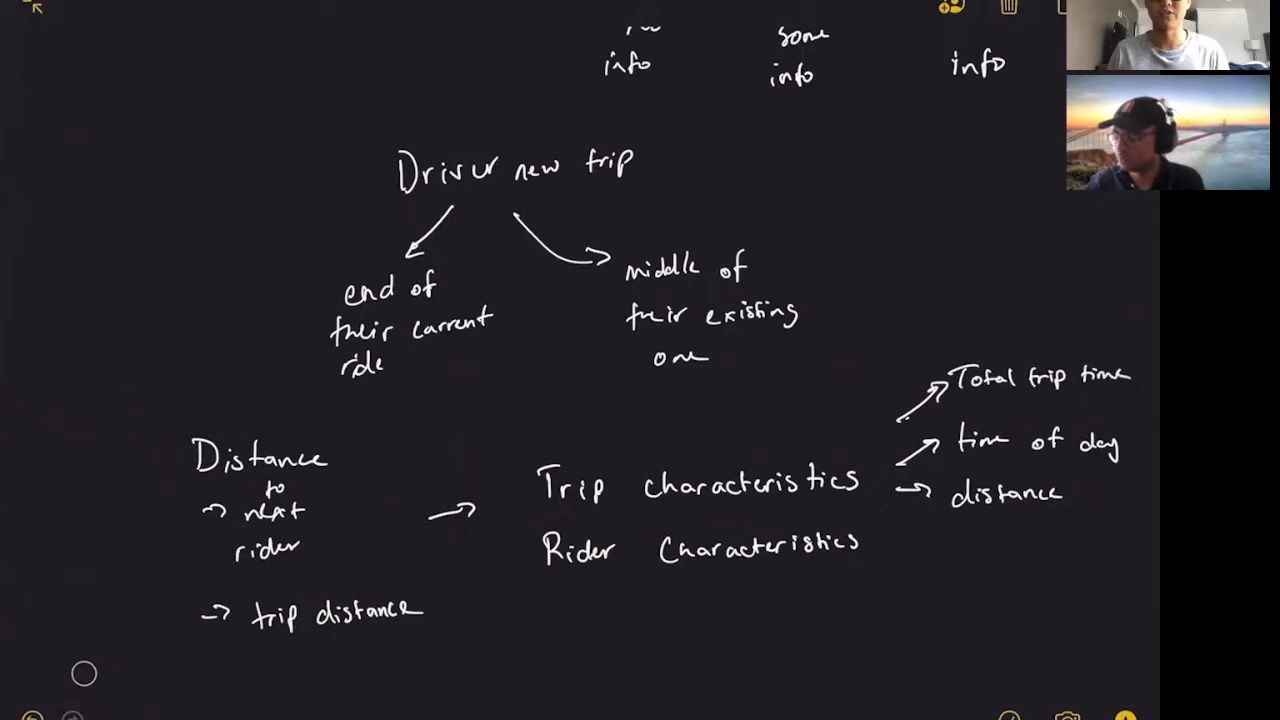 some
info
info
info
Driver new trip
end of
their current
ride
middle of
their existing
one
Total trip time
time of day
distance
Distance
to
next
rider
trip distance
Trip characteristics
Rider Characteristics